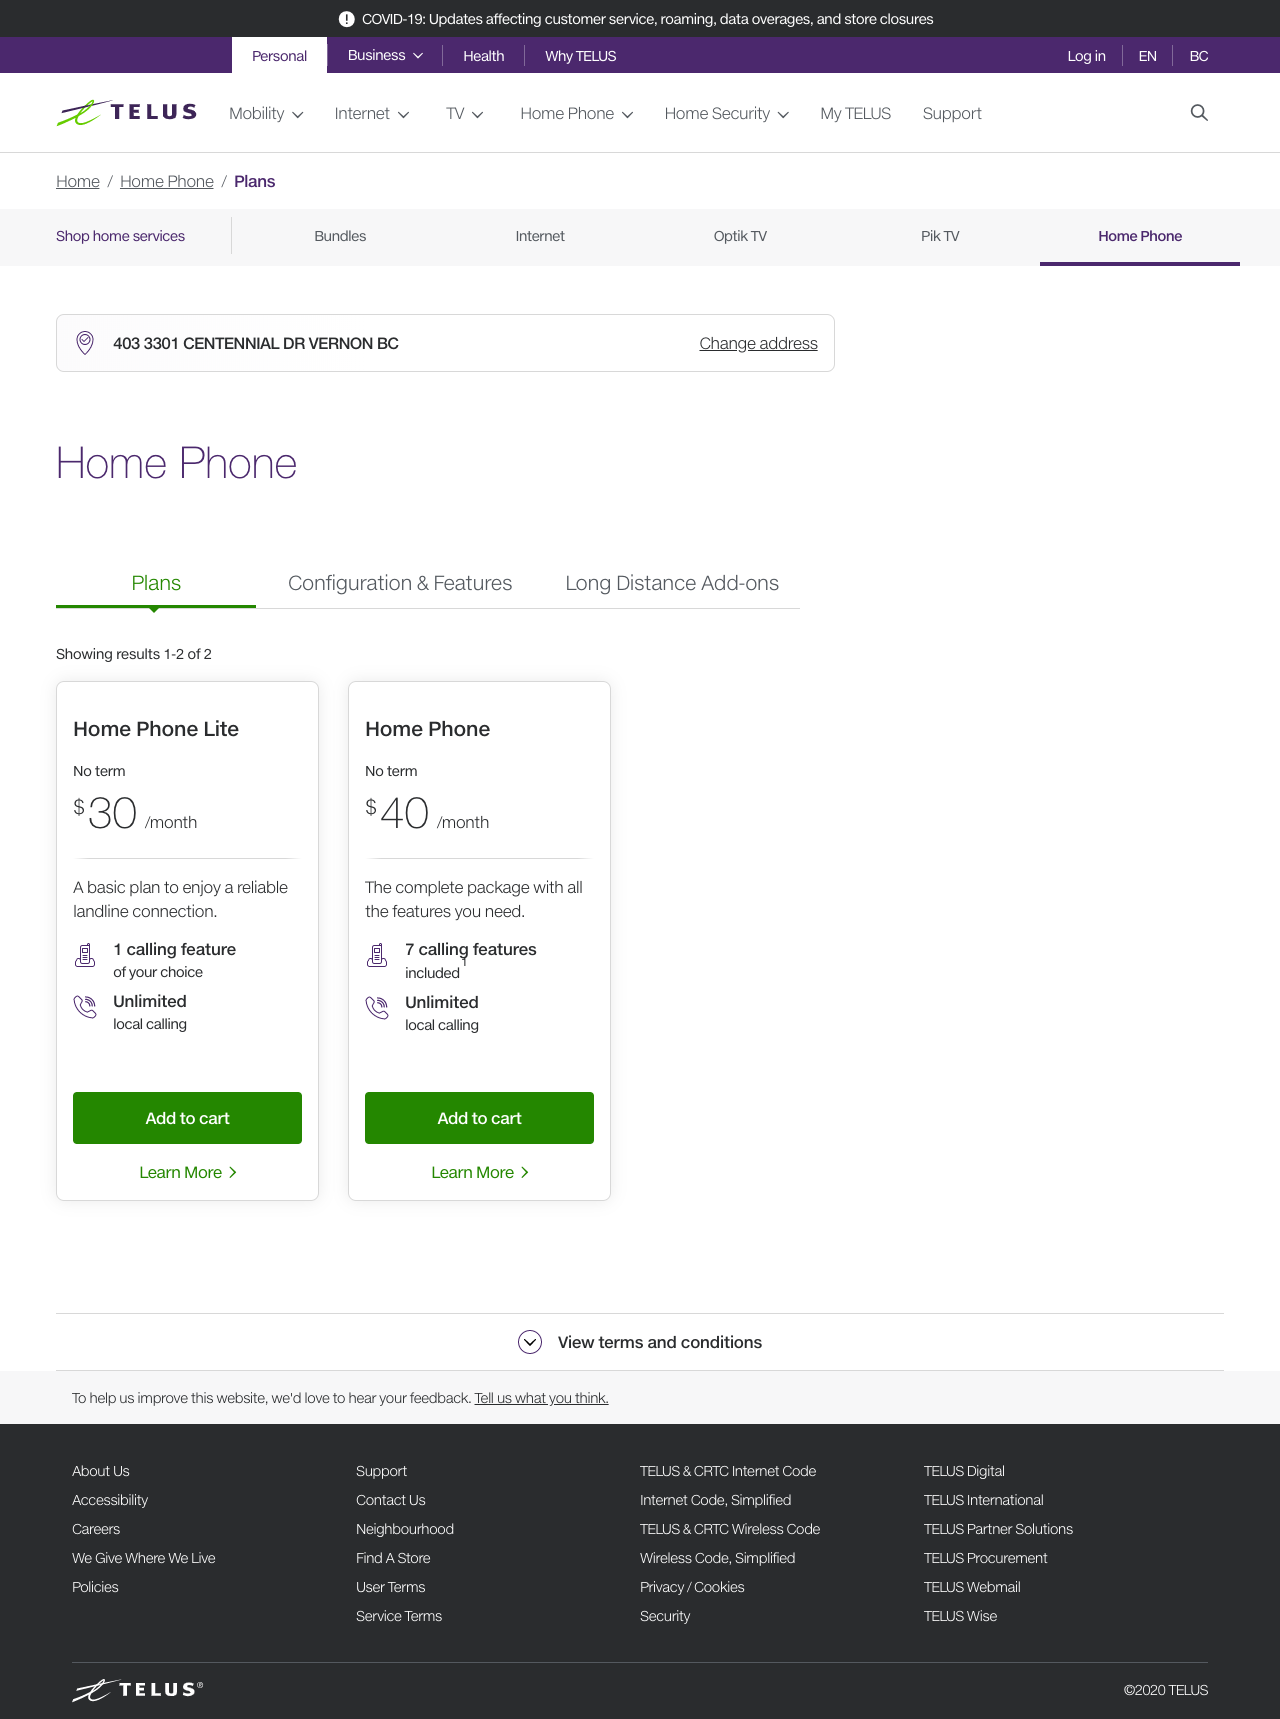 COVID-19: Updates affecting customer service, roaming, data overages, and store closures
Personal Business Health Why TELUS Log in EN BC
TELUS Mobility Internet TV Home Phone Home Security My TELUS Support
Home / Home Phone / Plans
Shop home services Bundles Internet Optik TV Pik TV Home Phone
403 3301 CENTENNIAL DR VERNON BC Change address
Home Phone
Plans Configuration & Features Long Distance Add-ons
Showing results 1-2 of 2
Home Phone Lite
No term
$30 /month
A basic plan to enjoy a reliable
landline connection.
1 calling feature
of your choice
Unlimited
local calling
Add to cart
Learn More
Home Phone
No term
$40 /month
The complete package with all
the features you need.
7 calling features
included 1
Unlimited
local calling
Add to cart
Learn More
View terms and conditions
To help us improve this website, we'd love to hear your feedback. Tell us what you think.
About Us
Accessibility
Careers
We Give Where We Live
Policies
Support
Contact Us
Neighbourhood
Find A Store
User Terms
Service Terms
TELUS & CRTC Internet Code
Internet Code, Simplified
TELUS & CRTC Wireless Code
Wireless Code, Simplified
Privacy / Cookies
Security
TELUS Digital
TELUS International
TELUS Partner Solutions
TELUS Procurement
TELUS Webmail
TELUS Wise
TELUS® ©2020 TELUS